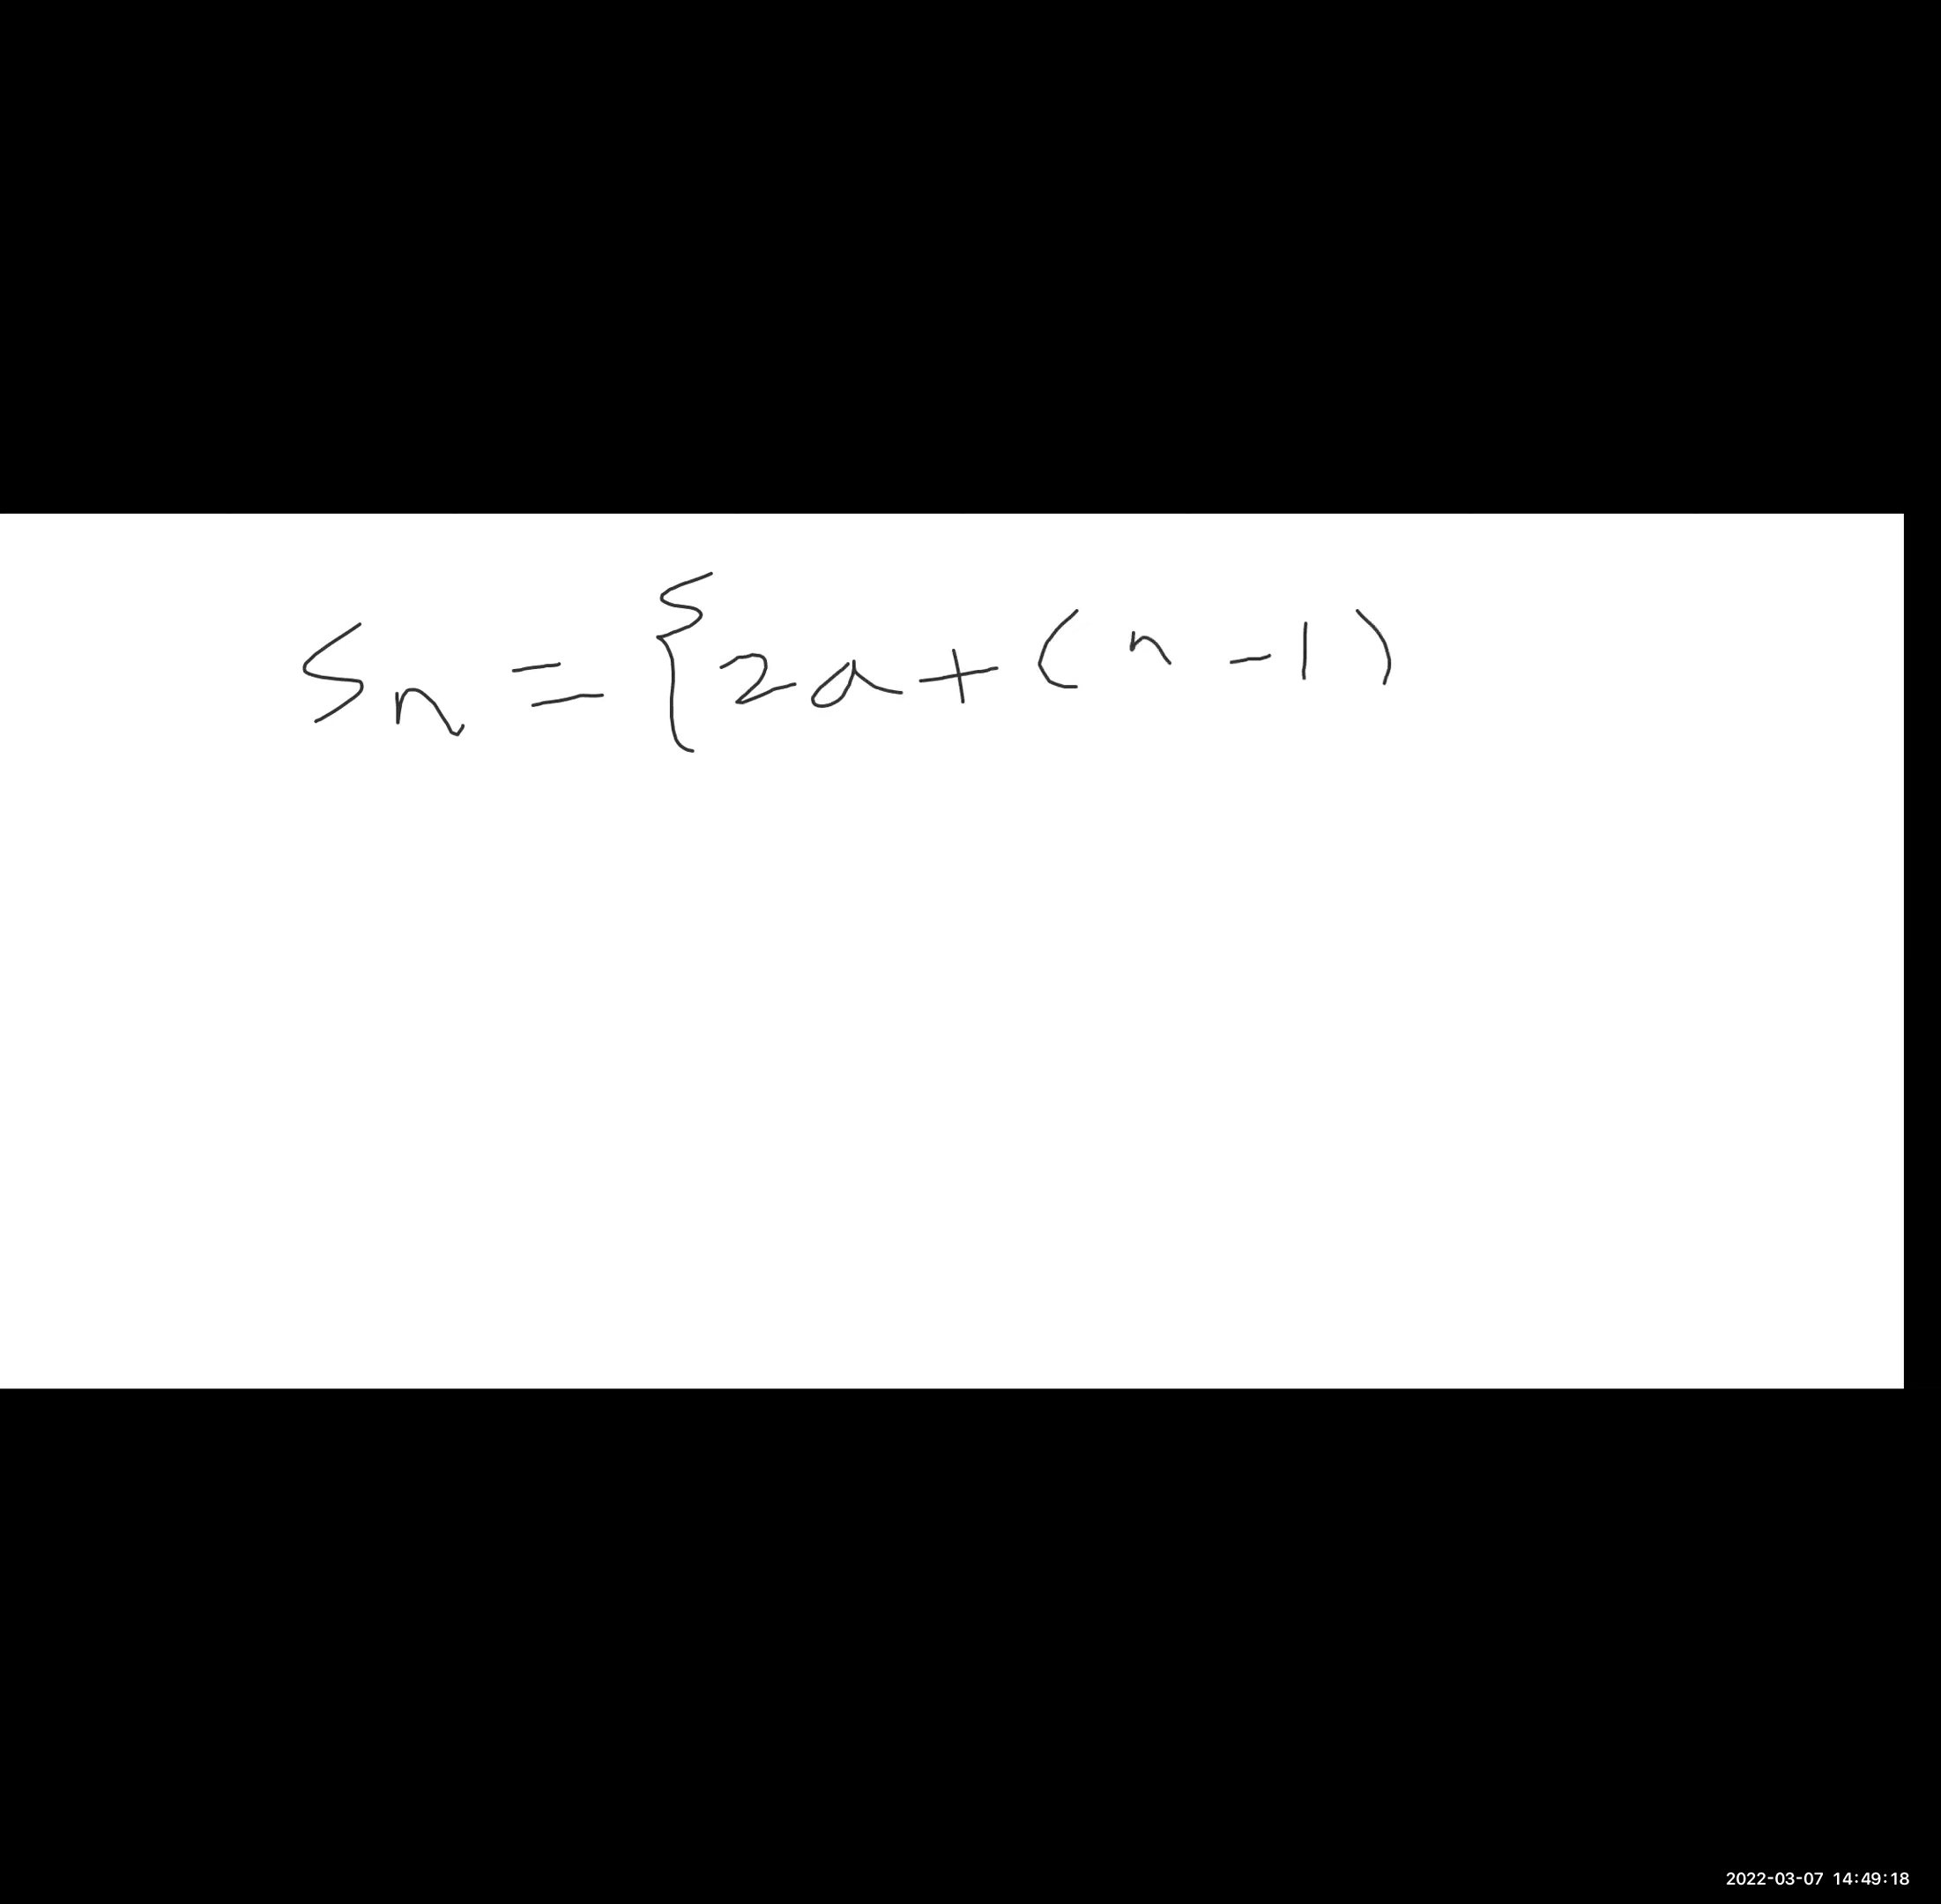 Sn = {2a + (n - 1)
2022-03-07 14:49:18